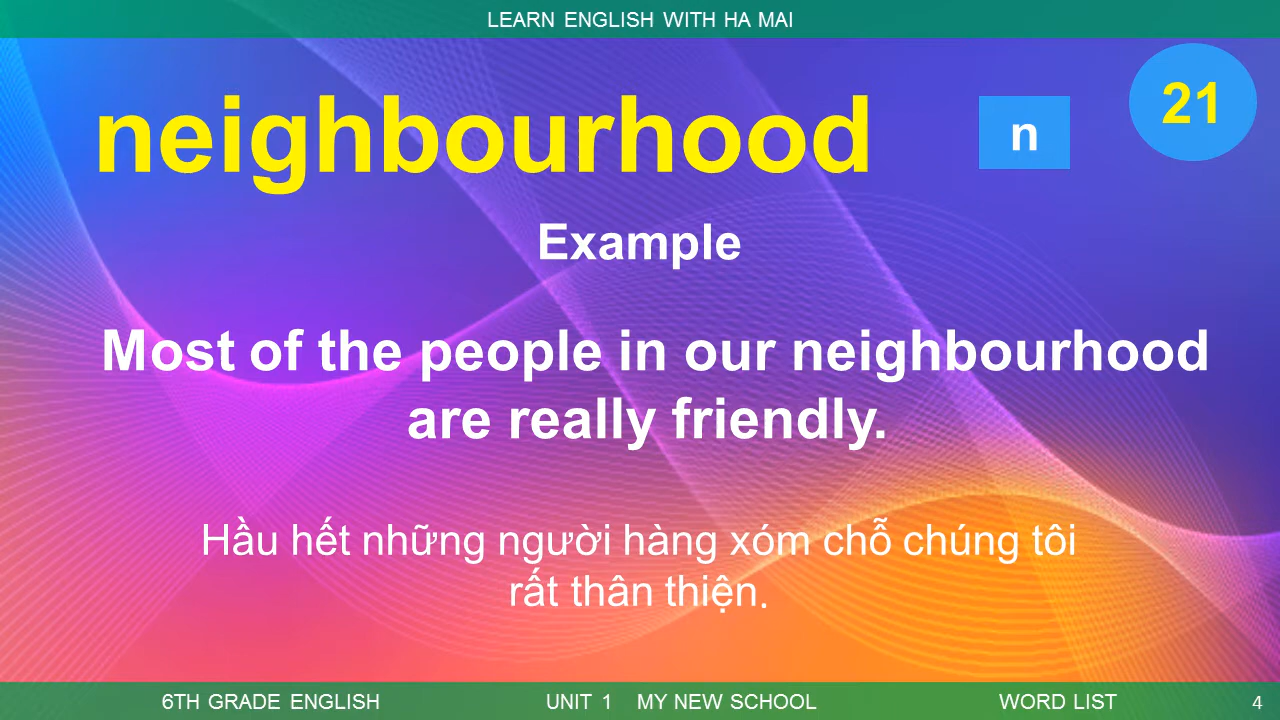 LEARN ENGLISH WITH HA MAI
neighbourhood
n
21
Example
Most of the people in our neighbourhood
are really friendly.
Hầu hết những người hàng xóm chỗ chúng tôi
rất thân thiện.
6TH GRADE ENGLISH UNIT 1 MY NEW SCHOOL WORD LIST 4